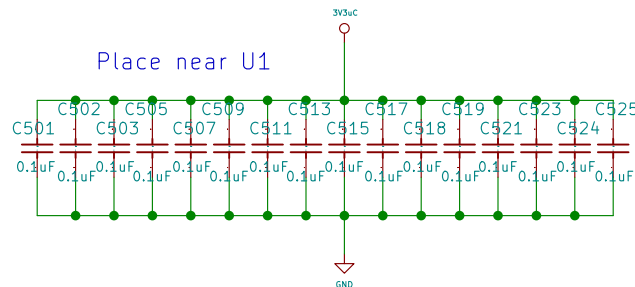 3V3uC
Place near U1
C502 C505 C509 C513 C517 C519 C523 C525
C501 C503 C507 C511 C515 C518 C521 C524
0.1uF 0.1uF 0.1uF 0.1uF 0.1uF 0.1uF 0.1uF 0.1uF
0.1uF 0.1uF 0.1uF 0.1uF 0.1uF 0.1uF 0.1uF 0.1uF
GND